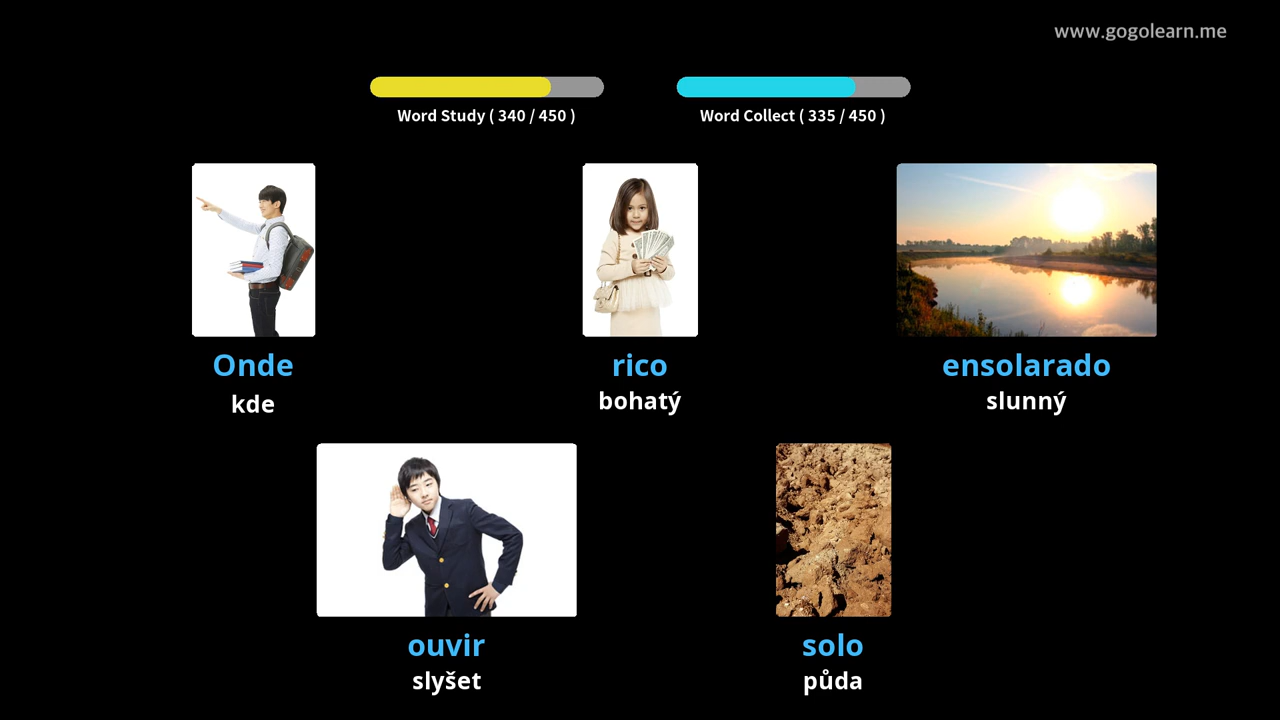 www.gogolearn.me
Word Study ( 340 / 450 )
Word Collect ( 335 / 450 )
Onde
kde
rico
bohatý
ensolarado
slunný
ouvir
slyšet
solo
půda